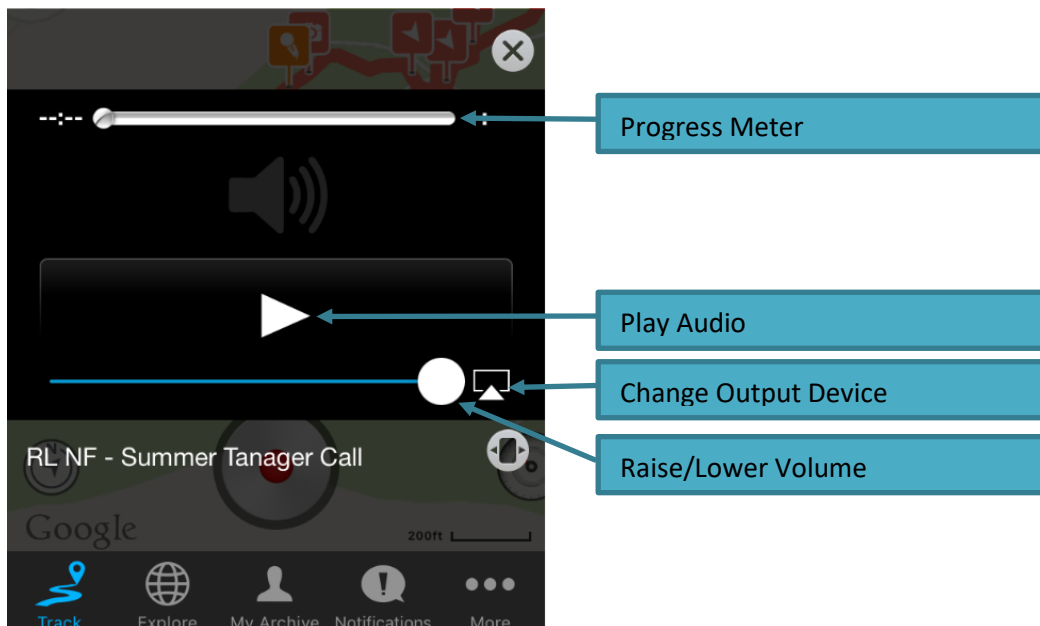 --:--
Progress Meter
Play Audio
Change Output Device
Raise/Lower Volume
RL NF - Summer Tanager Call
Google
200ft
Track
Explore
My Archive
Notifications
More